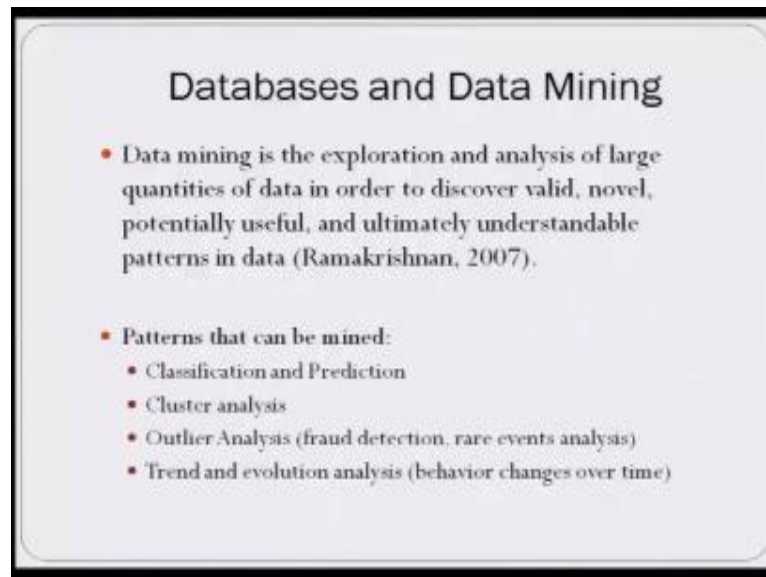 Databases and Data Mining
• Data mining is the exploration and analysis of large
quantities of data in order to discover valid, novel,
potentially useful, and ultimately understandable
patterns in data (Ramakrishnan, 2007).
• Patterns that can be mined:
• Classification and Prediction
• Cluster analysis
• Outlier Analysis (fraud detection, rare events analysis)
• Trend and evolution analysis (behavior changes over time)